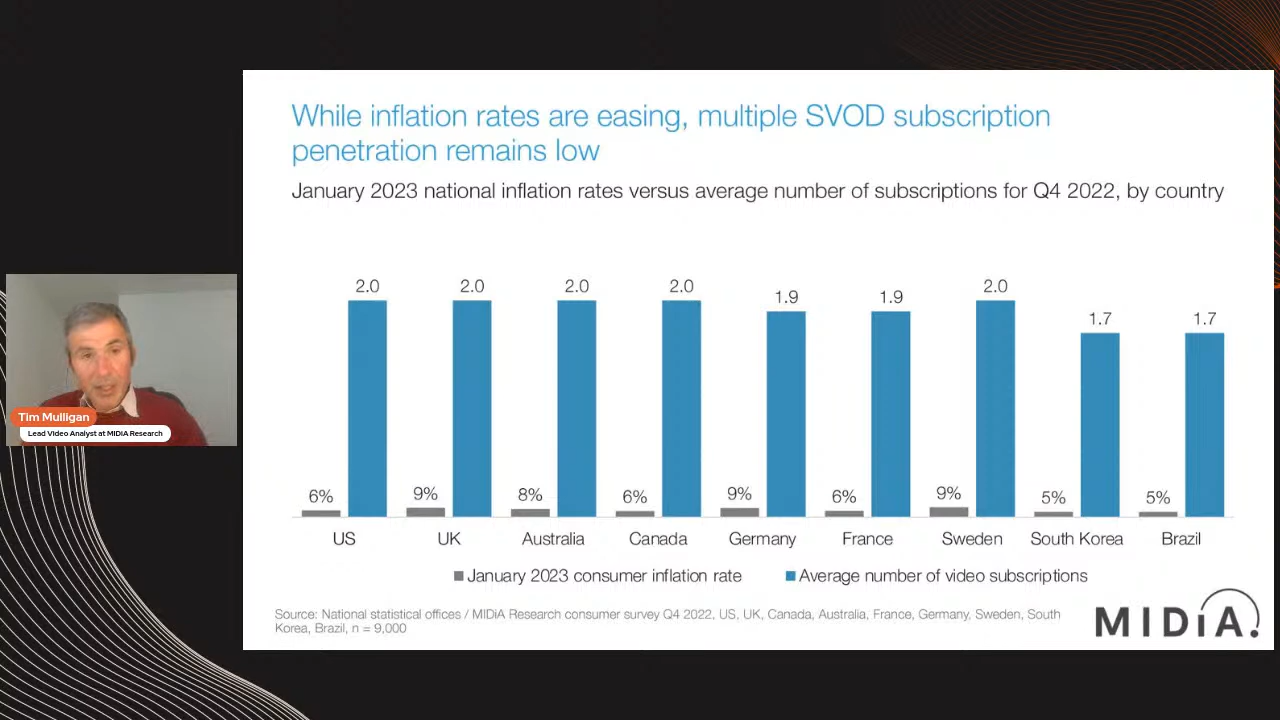 While inflation rates are easing, multiple SVOD subscription
penetration remains low
January 2023 national inflation rates versus average number of subscriptions for Q4 2022, by country
2.0 2.0 2.0 2.0 1.9 1.9 2.0 1.7 1.7
6% 9% 8% 6% 9% 6% 9% 5% 5%
US UK Australia Canada Germany France Sweden South Korea Brazil
January 2023 consumer inflation rate Average number of video subscriptions
Source: National statistical offices / MIDiA Research consumer survey Q4 2022, US, UK, Canada, Australia, France, Germany, Sweden, South
Korea, Brazil, n = 9,000
MIDiA.
Tim Mulligan
Lead Video Analyst at MIDiA Research